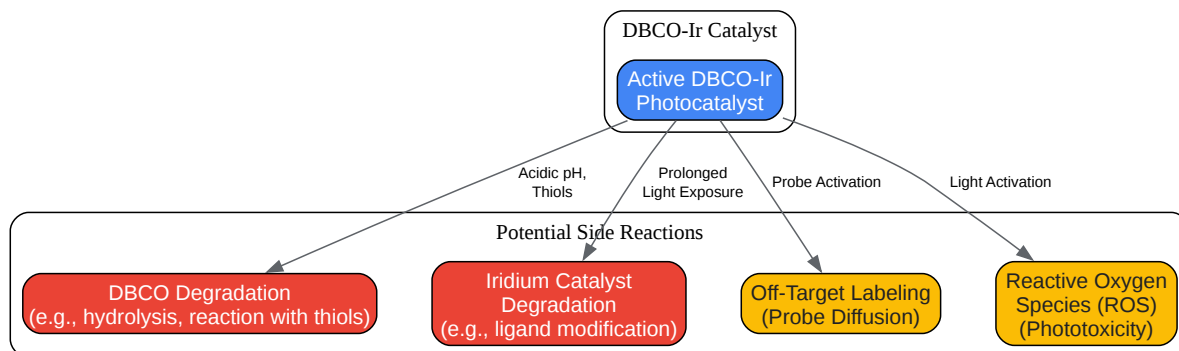 DBCO-Ir Catalyst
Active DBCO-Ir
Photocatalyst
Acidic pH,
Thiols
Prolonged
Light Exposure
Probe Activation
Light Activation
Potential Side Reactions
DBCO Degradation
(e.g., hydrolysis, reaction with thiols)
Iridium Catalyst
Degradation
(e.g., ligand modification)
Off-Target Labeling
(Probe Diffusion)
Reactive Oxygen
Species (ROS)
(Phototoxicity)